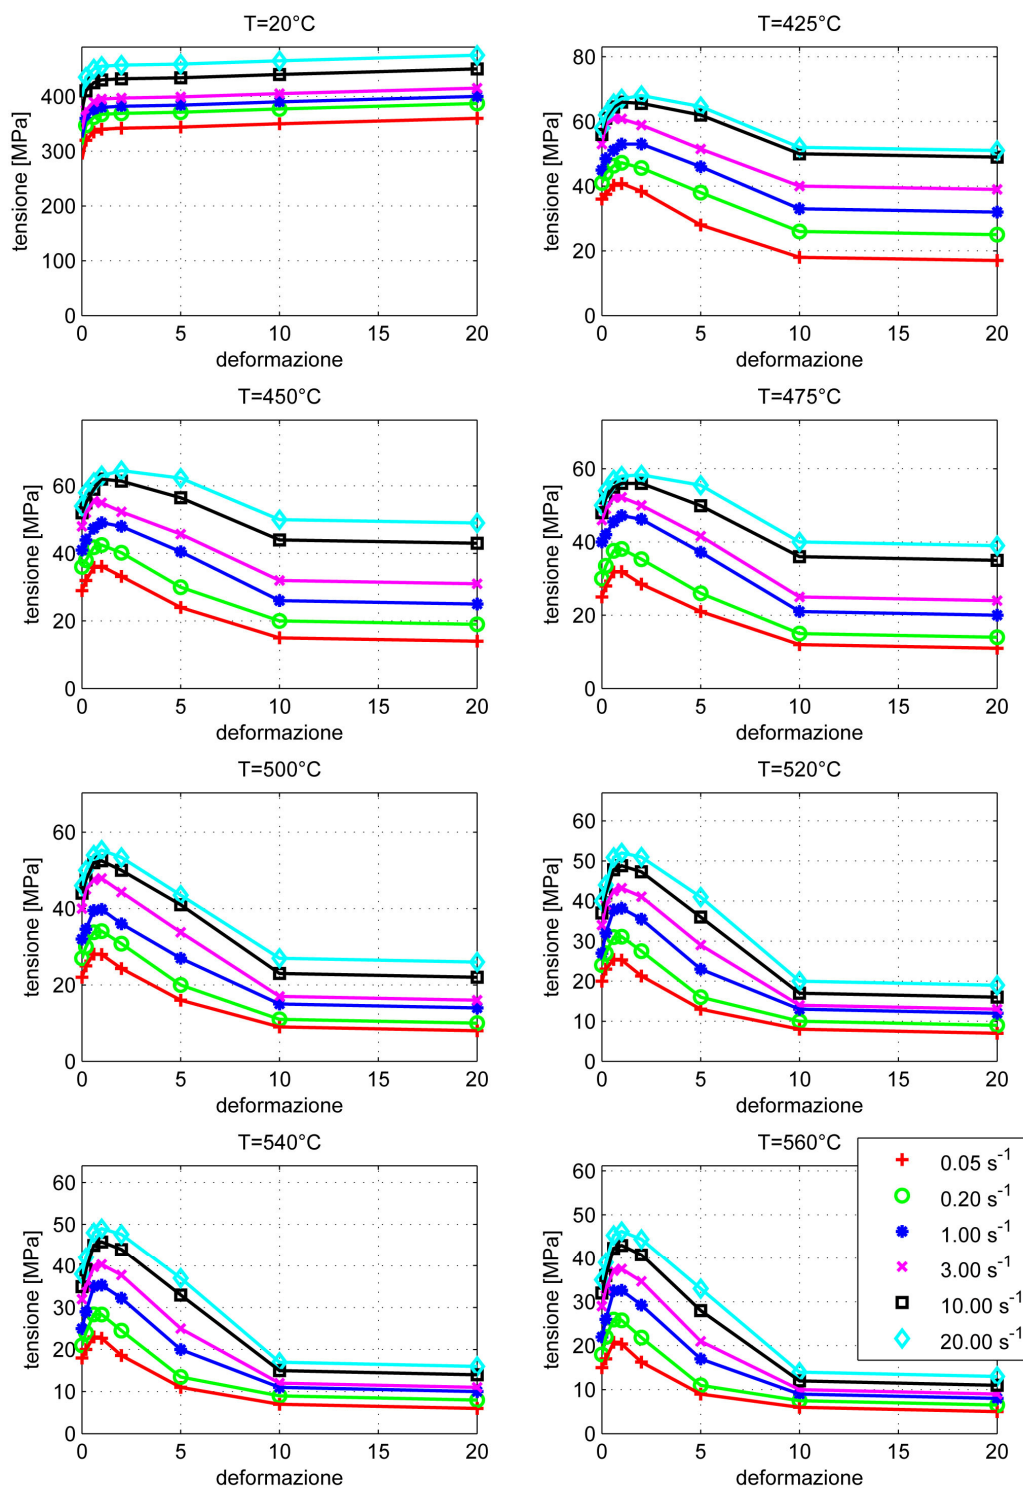 T=20°C
T=425°C
tensione [MPa]
400
300
200
100
0
0 5 10 15 20
deformazione
tensione [MPa]
80
60
40
20
0
0 5 10 15 20
deformazione
T=450°C
T=475°C
tensione [MPa]
60
40
20
0
0 5 10 15 20
deformazione
tensione [MPa]
60
40
20
0
0 5 10 15 20
deformazione
T=500°C
T=520°C
tensione [MPa]
60
40
20
0
0 5 10 15 20
deformazione
tensione [MPa]
60
50
40
30
20
10
0
0 5 10 15 20
deformazione
T=540°C
T=560°C
tensione [MPa]
60
50
40
30
20
10
0
0 5 10 15 20
deformazione
tensione [MPa]
60
50
40
30
20
10
0
0 5 10 15 20
deformazione
0.05 s⁻¹
0.20 s⁻¹
1.00 s⁻¹
3.00 s⁻¹
10.00 s⁻¹
20.00 s⁻¹